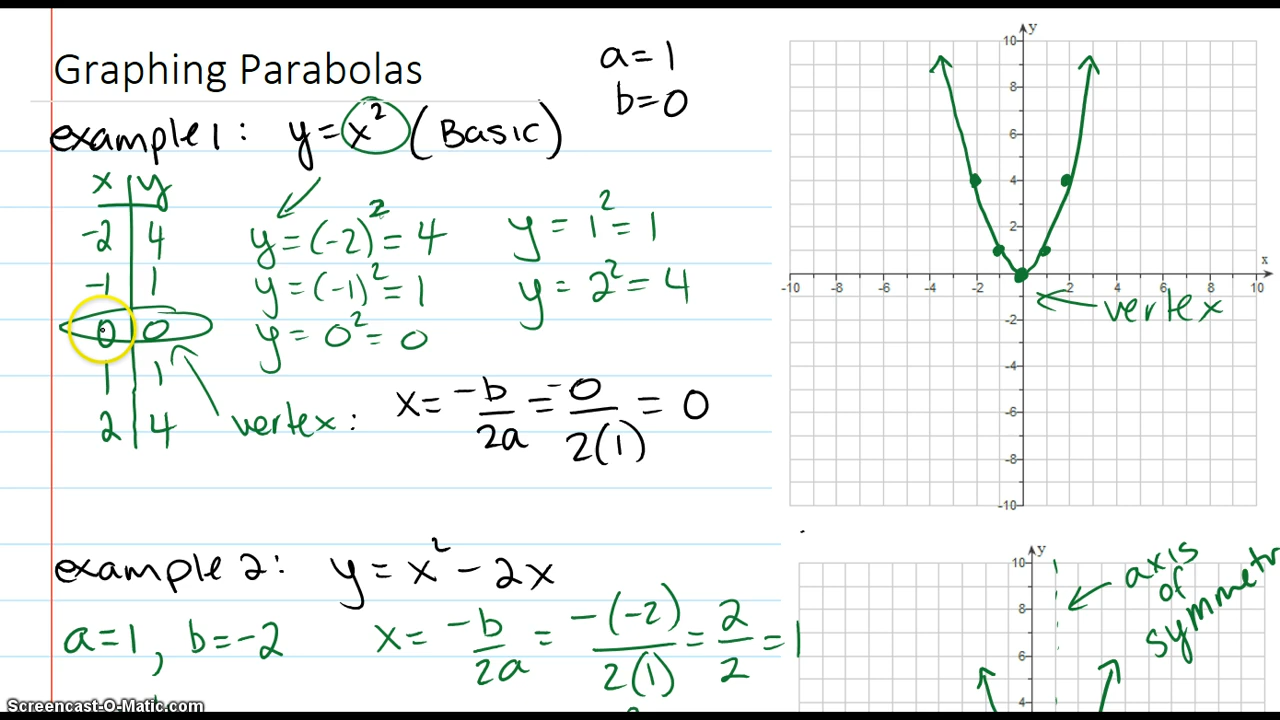 Graphing Parabolas
a=1
b=0
example 1: y=x² (Basic)
x y
-2 4
-1 1
0 0
1 1
2 4
y=(-2)²=4
y=(-1)²=1
y=0²=0
y=1²=1
y=2²=4
vertex: x=-b/2a=-0/2(1)=0
y
10
8
6
4
2
-2
-4
-6
-8
-10
-10 -8 -6 -4 -2 2 4 6 8 10
x
vertex
example 2: y=x²-2x
a=1, b=-2
x=-b/2a=-(-2)/2(1)=2/2=1
y
10
8
6
4
axis
of
symmetr
Screencast-O-Matic.com